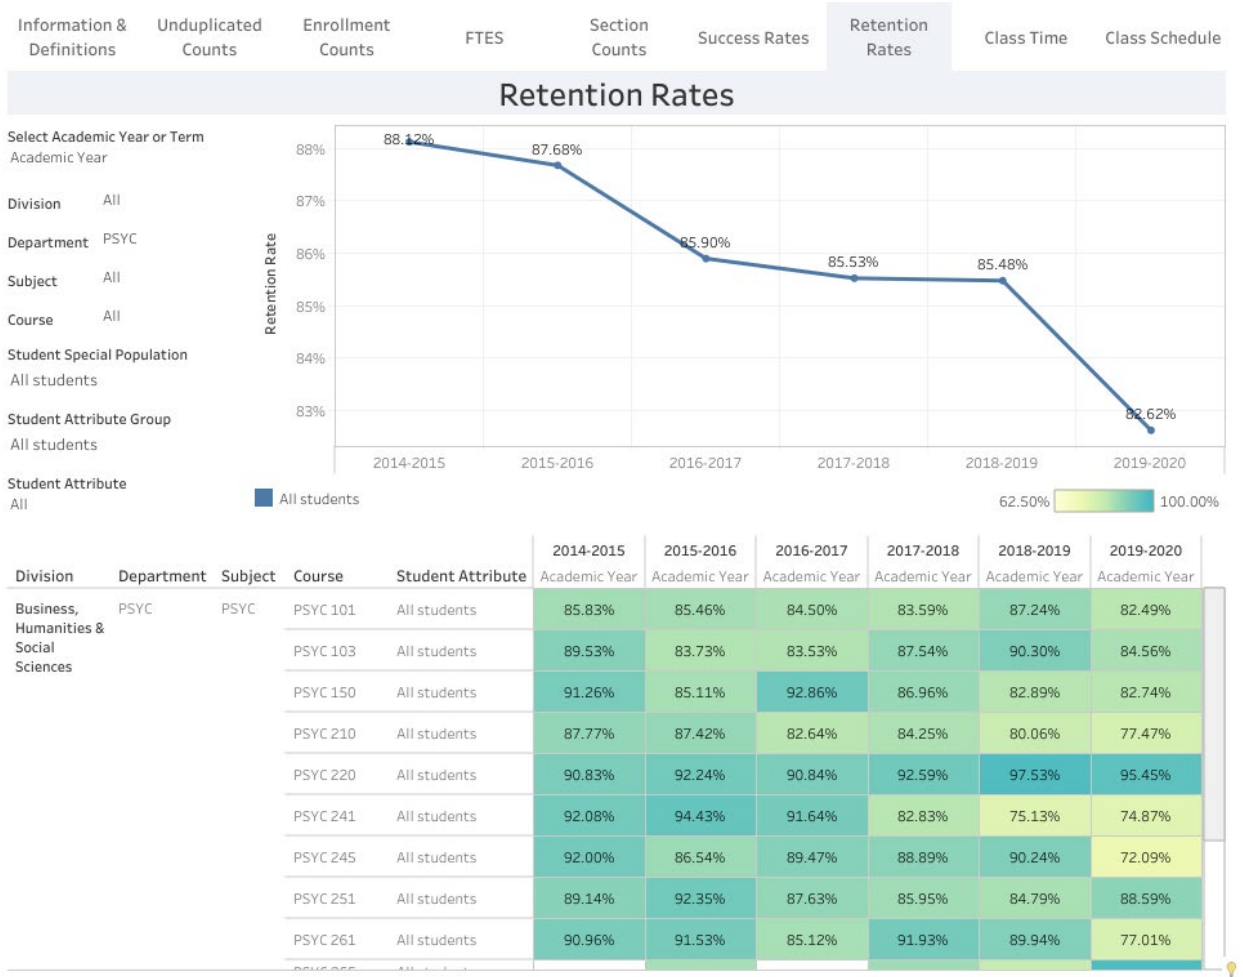 Information & Definitions Unduplicated Counts Enrollment Counts FTES Section Counts Success Rates Retention Rates Class Time Class Schedule
Retention Rates
Select Academic Year or Term
Academic Year
Division All
Department PSYC
Subject All
Course All
Student Special Population
All students
Student Attribute Group
All students
Student Attribute
All
Retention Rate
88%
87%
86%
85%
84%
83%
88.12%
87.68%
85.90%
85.53%
85.48%
82.62%
2014-2015 2015-2016 2016-2017 2017-2018 2018-2019 2019-2020
All students
62.50% 100.00%
2014-2015 2015-2016 2016-2017 2017-2018 2018-2019 2019-2020
Division Department Subject Course Student Attribute Academic Year Academic Year Academic Year Academic Year Academic Year Academic Year
Business, Humanities & Social Sciences PSYC PSYC
PSYC 101 All students 85.83% 85.46% 84.50% 83.59% 87.24% 82.49%
PSYC 103 All students 89.53% 83.73% 83.53% 87.54% 90.30% 84.56%
PSYC 150 All students 91.26% 85.11% 92.86% 86.96% 82.89% 82.74%
PSYC 210 All students 87.77% 87.42% 82.64% 84.25% 80.06% 77.47%
PSYC 220 All students 90.83% 92.24% 90.84% 92.59% 97.53% 95.45%
PSYC 241 All students 92.08% 94.43% 91.64% 82.83% 75.13% 74.87%
PSYC 245 All students 92.00% 86.54% 89.47% 88.89% 90.24% 72.09%
PSYC 251 All students 89.14% 92.35% 87.63% 85.95% 84.79% 88.59%
PSYC 261 All students 90.96% 91.53% 85.12% 91.93% 89.94% 77.01%